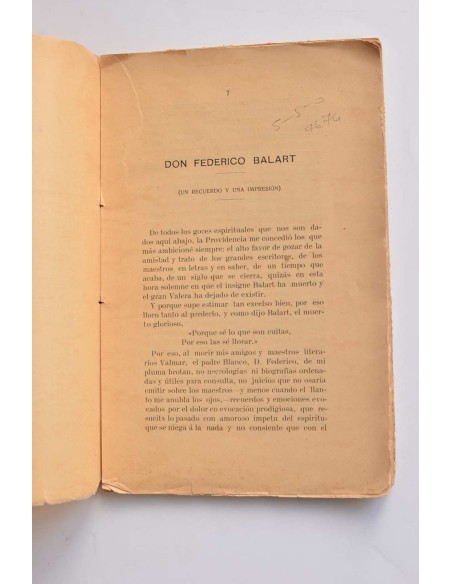 7
5-5-5
4674
DON FEDERICO BALART
(UN RECUERDO Y UNA IMPRESIÓN)
De todos los goces espirituales que nos son da-
dos aquí abajo, la Providencia me concedió los que
más ambicioné siempre: el alto favor de gozar de la
amistad y trato de los grandes escritores, de los
maestros en letras y en saber, de un tiempo que
acaba, de un siglo que se cierra, quizás en esta
hora solemne en que el insigne Balart ha muerto y
el gran Valera ha dejado de existir.
Y porque supe estimar tan excelso bien, por eso
lloro tanto al perderlo, y como dijo Balart, el muer-
to glorioso,
«Porque sé lo que son cuitas,
Por eso las sé llorar.»
Por eso, al morir mis amigos y maestros litera-
rios Valmar, el padre Blanco, D. Federico, de mi
pluma brotan, no necrologías ni biografías ordena-
das y útiles para consulta, no juicios que no osaría
emitir sobre los maestros—y menos cuando el llan-
to me anubla los ojos,—recuerdos y emociones evo-
cados por el dolor en evocación prodigiosa, que re-
sucita lo pasado con amoroso ímpetu del espíritu
que se niega á la nada y no consiente que con el